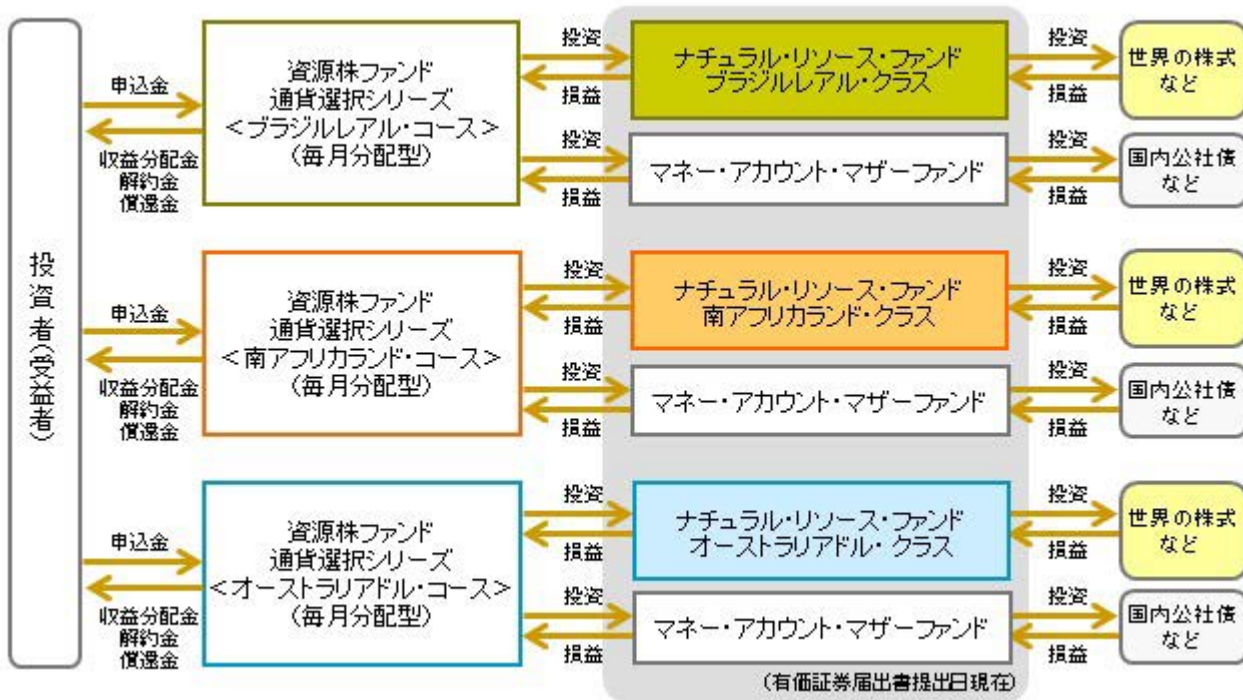 投資者(受益者)
申込金
収益分配金
解約金
償還金
資源株ファンド
通貨選択シリーズ
<ブラジルレアル・コース>
(毎月分配型)
投資
損益
ナチュラル・リソース・ファンド
ブラジルレアル・クラス
投資
損益
世界の株式
など
投資
損益
マネー・アカウント・マザーファンド
投資
損益
国内公社債
など
申込金
収益分配金
解約金
償還金
資源株ファンド
通貨選択シリーズ
<南アフリカランド・コース>
(毎月分配型)
投資
損益
ナチュラル・リソース・ファンド
南アフリカランド・クラス
投資
損益
世界の株式
など
投資
損益
マネー・アカウント・マザーファンド
投資
損益
国内公社債
など
申込金
収益分配金
解約金
償還金
資源株ファンド
通貨選択シリーズ
<オーストラリアドル・コース>
(毎月分配型)
投資
損益
ナチュラル・リソース・ファンド
オーストラリアドル・クラス
投資
損益
世界の株式
など
投資
損益
マネー・アカウント・マザーファンド
投資
損益
国内公社債
など
(有価証券届出書提出日現在)